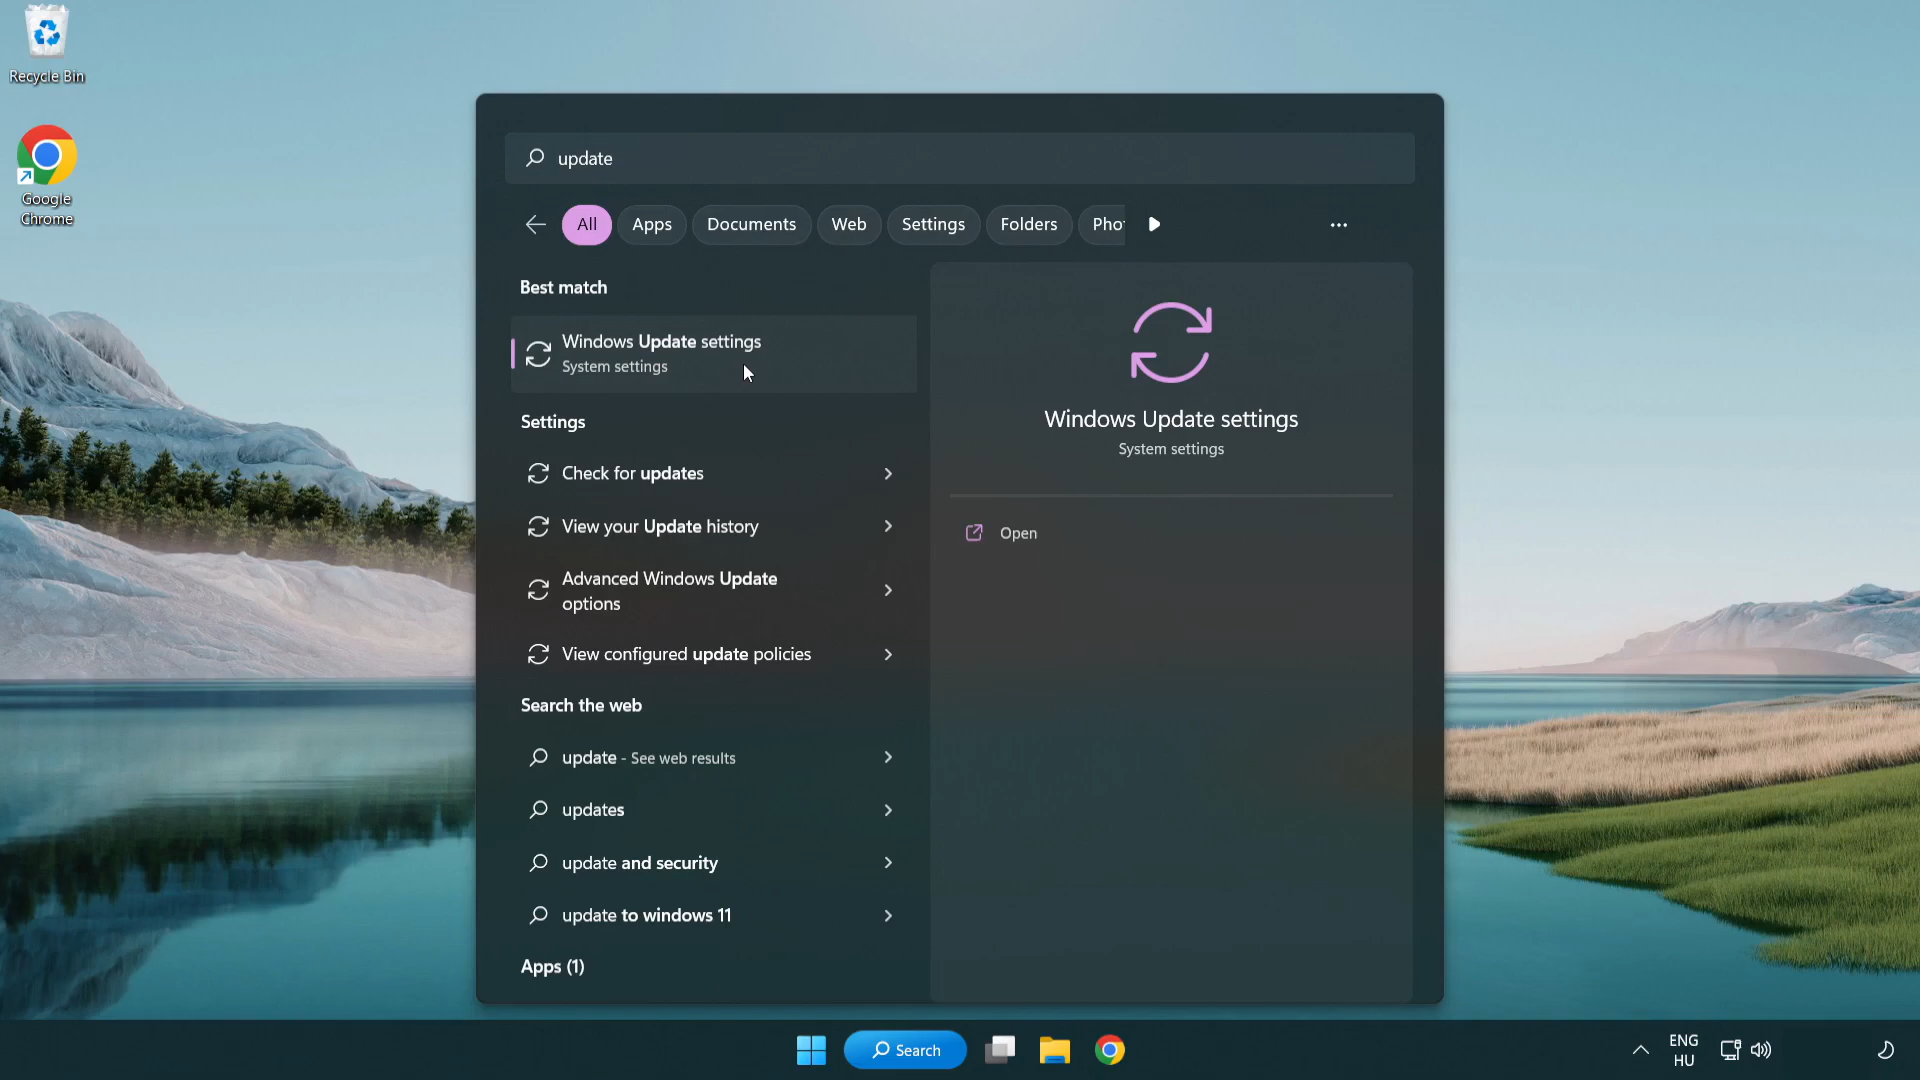 Recycle Bin
Google
Chrome
update
All
Apps
Documents
Web
Settings
Folders
Pho
Best match
Windows Update settings
System settings
Settings
Check for updates
View your Update history
Advanced Windows Update
options
View configured update policies
Search the web
update - See web results
updates
update and security
update to windows 11
Apps (1)
Windows Update settings
System settings
Open
Search
ENG
HU